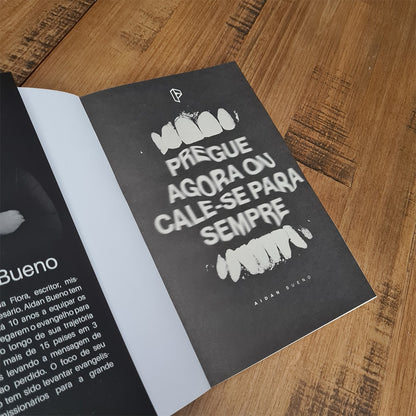 Bueno
Flora, escritor, mis-
Aidan Bueno tem
10 anos a equipar os
o evangelho para
longo de sua trajetória
mais de 15 países em 3
levando a mensagem de
perdido. O foco de seu
tem sido levantar evangelis-
missionários para a grande
PREGUE
AGORA OU
CALE-SE PARA
SEMPRE
AIDAN BUENO